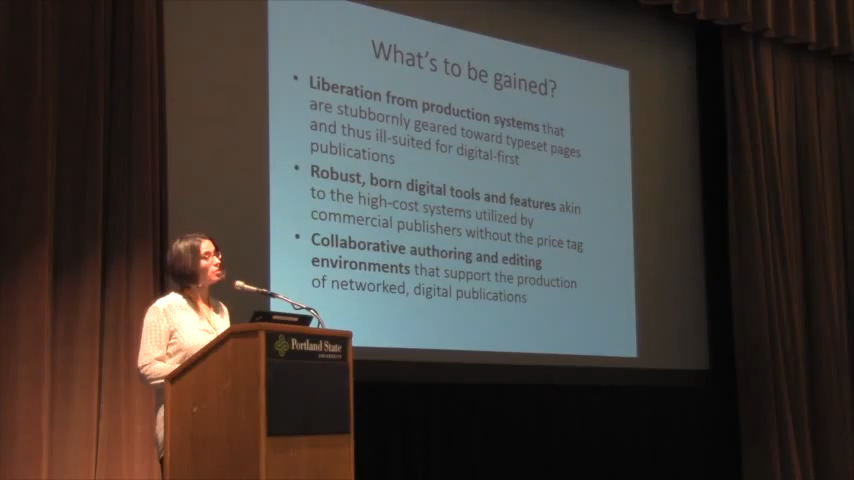 What's to be gained?
• Liberation from production systems that
are stubbornly geared toward typeset pages
and thus ill-suited for digital-first
publications
• Robust, born digital tools and features akin
to the high-cost systems utilized by
commercial publishers without the price tag
• Collaborative authoring and editing
environments that support the production
of networked, digital publications
Portland State
UNIVERSITY